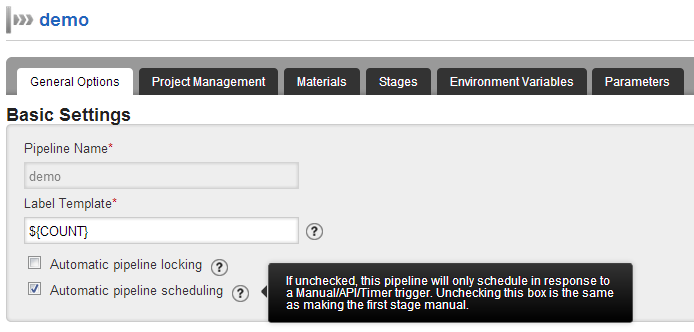 demo
General Options Project Management Materials Stages Environment Variables Parameters
Basic Settings
Pipeline Name*
demo
Label Template*
${COUNT} ?
Automatic pipeline locking ?
Automatic pipeline scheduling ?
If unchecked, this pipeline will only schedule in response to
a Manual/API/Timer trigger. Unchecking this box is the same
as making the first stage manual.